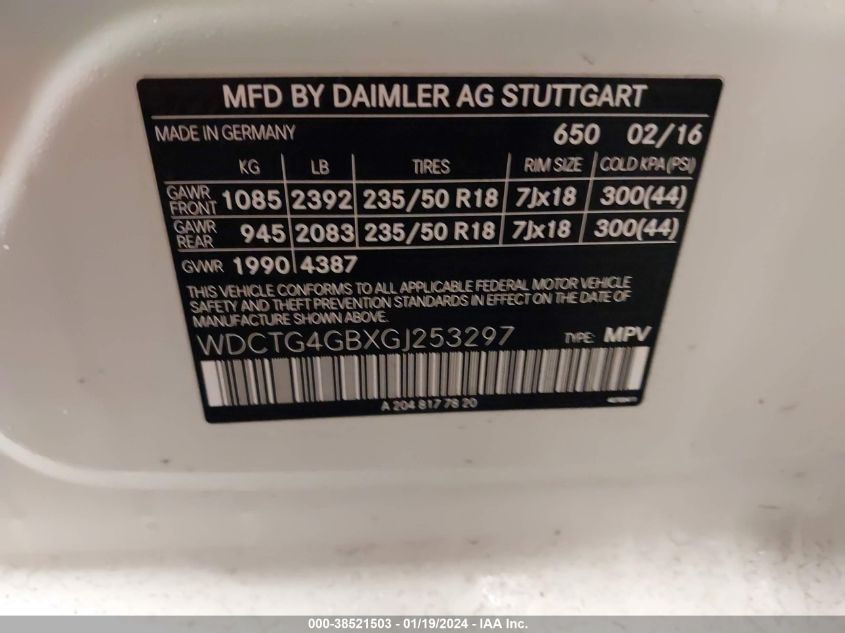 MFD BY DAIMLER AG STUTTGART
MADE IN GERMANY 650 02/16
KG LB TIRES RIM SIZE COLD KPA (PSI)
GAWR FRONT 1085 2392 235/50 R18 7Jx18 300(44)
GAWR REAR 945 2083 235/50 R18 7Jx18 300(44)
GVWR 1990 4387
THIS VEHICLE CONFORMS TO ALL APPLICABLE FEDERAL MOTOR VEHICLE
SAFETY AND THEFT PREVENTION STANDARDS IN EFFECT ON THE DATE OF
MANUFACTURE SHOWN ABOVE.
WDCTG4GBXGJ253297 TYPE: MPV
A 204 817 78 20
000-38521503 - 01/19/2024 - IAA Inc.